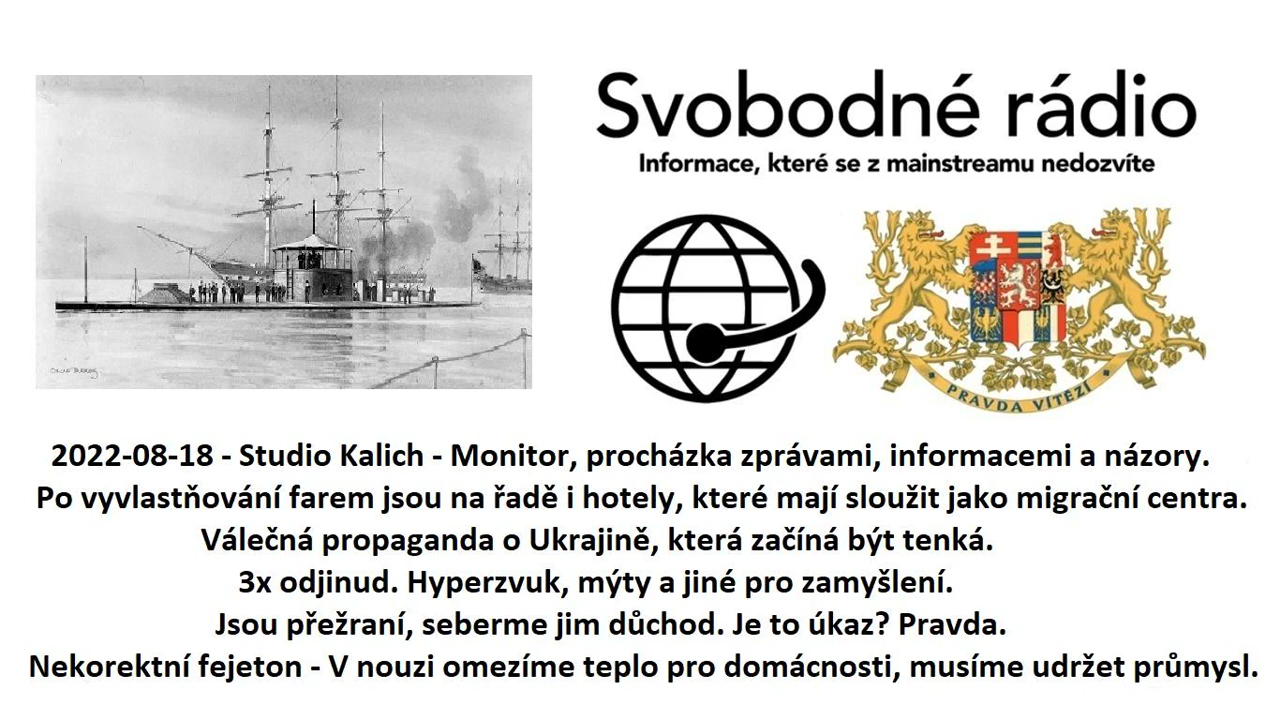 Svobodné rádio
Informace, které se z mainstreamu nedozvíte
PRAVDA VÍTĚZÍ
2022-08-18 - Studio Kalich - Monitor, procházka zprávami, informacemi a názory.
Po vyvlastňování farem jsou na řadě i hotely, které mají sloužit jako migrační centra.
Válečná propaganda o Ukrajině, která začíná být tenká.
3x odjinud. Hyperzvuk, mýty a jiné pro zamyšlení.
Jsou přežraní, seberme jim důchod. Je to úkaz? Pravda.
Nekorektní fejeton - V nouzi omezíme teplo pro domácnosti, musíme udržet průmysl.